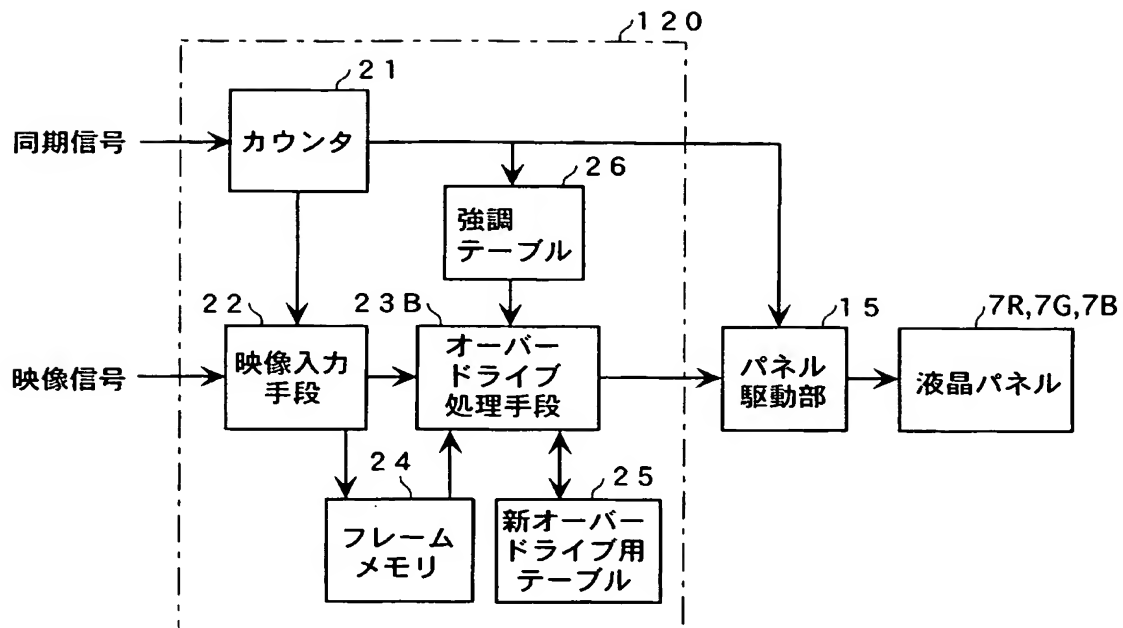 120
21
同期信号
カウンタ
26
強調
テーブル
22
23B
15
7R,7G,7B
映像信号
映像入力
手段
オーバー
ドライブ
処理手段
パネル
駆動部
液晶パネル
24
25
フレーム
メモリ
新オーバー
ドライブ用
テーブル